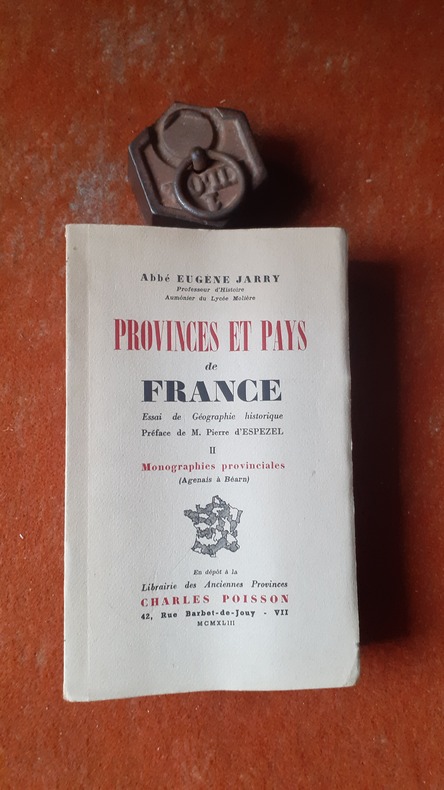 Abbé EUGÈNE JARRY
Professeur d'Histoire
Aumônier du Lycée Molière
PROVINCES ET PAYS
de
FRANCE
Essai de Géographie historique
Préface de M. Pierre d'ESPEZEL
II
Monographies provinciales
(Agenais à Béarn)
En dépôt à la
Librairie des Anciennes Provinces
CHARLES POISSON
42, Rue Barbet-de-Jouy - VII
MCMXLIII